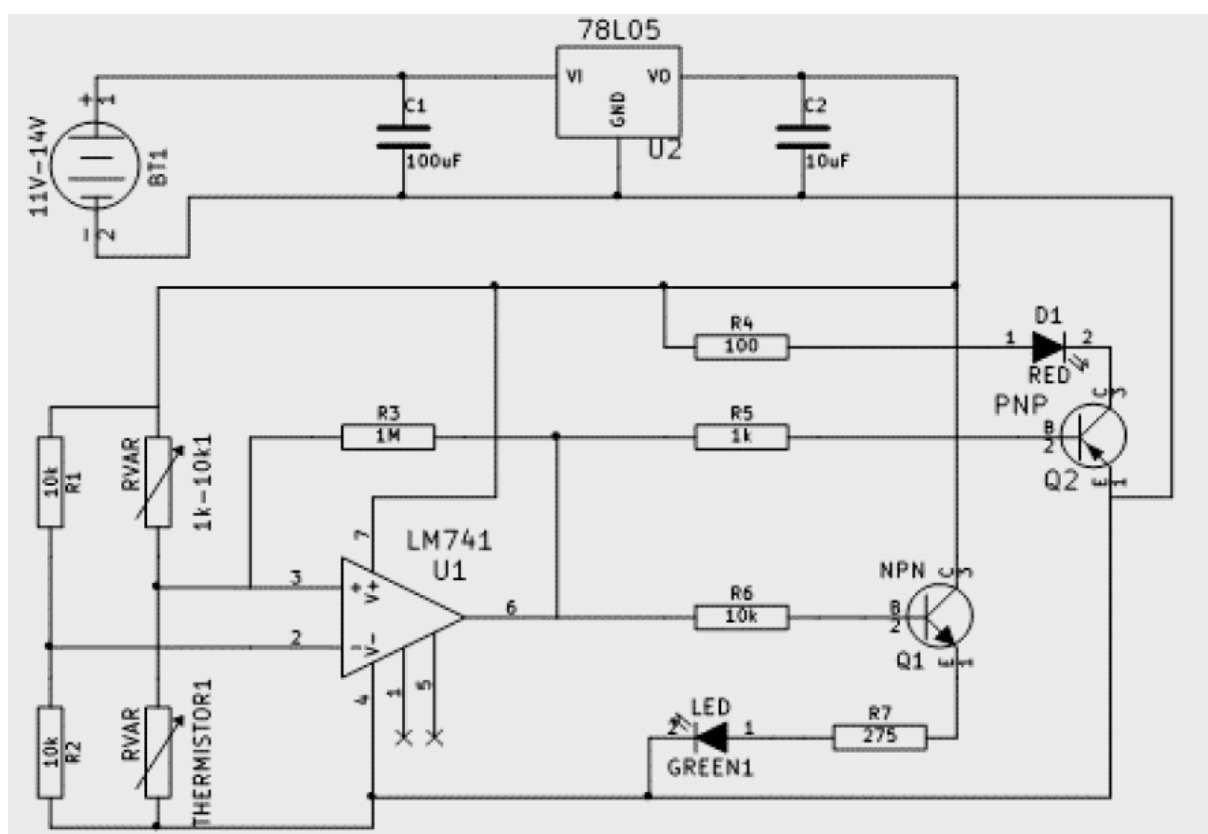 78L05
VI
VO
GND
U2
+
1
11V-14V
BT1
-
2
C1
100uF
C2
10uF
R4
100
D1
1
2
RED
PNP
C
3
B
2
Q2
E
1
R3
1M
R5
1k
10k
R1
RVAR
1k-10k1
LM741
U1
7
3
+
V+
2
-
V-
6
4
1
5
R6
10k
NPN
C
3
B
2
Q1
E
1
10k
R2
RVAR
THERMISTOR1
LED
2
1
GREEN1
R7
275